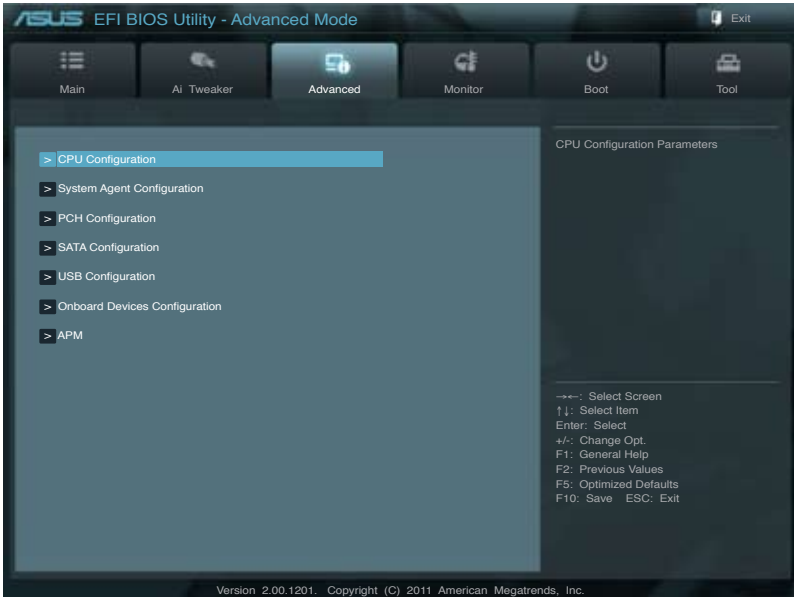 ASUS EFI BIOS Utility - Advanced Mode
Exit
Main
Ai Tweaker
Advanced
Monitor
Boot
Tool
> CPU Configuration
> System Agent Configuration
> PCH Configuration
> SATA Configuration
> USB Configuration
> Onboard Devices Configuration
> APM
CPU Configuration Parameters
→←: Select Screen
↑↓: Select Item
Enter: Select
+/-: Change Opt.
F1: General Help
F2: Previous Values
F5: Optimized Defaults
F10: Save ESC: Exit
Version 2.00.1201. Copyright (C) 2011 American Megatrends, Inc.